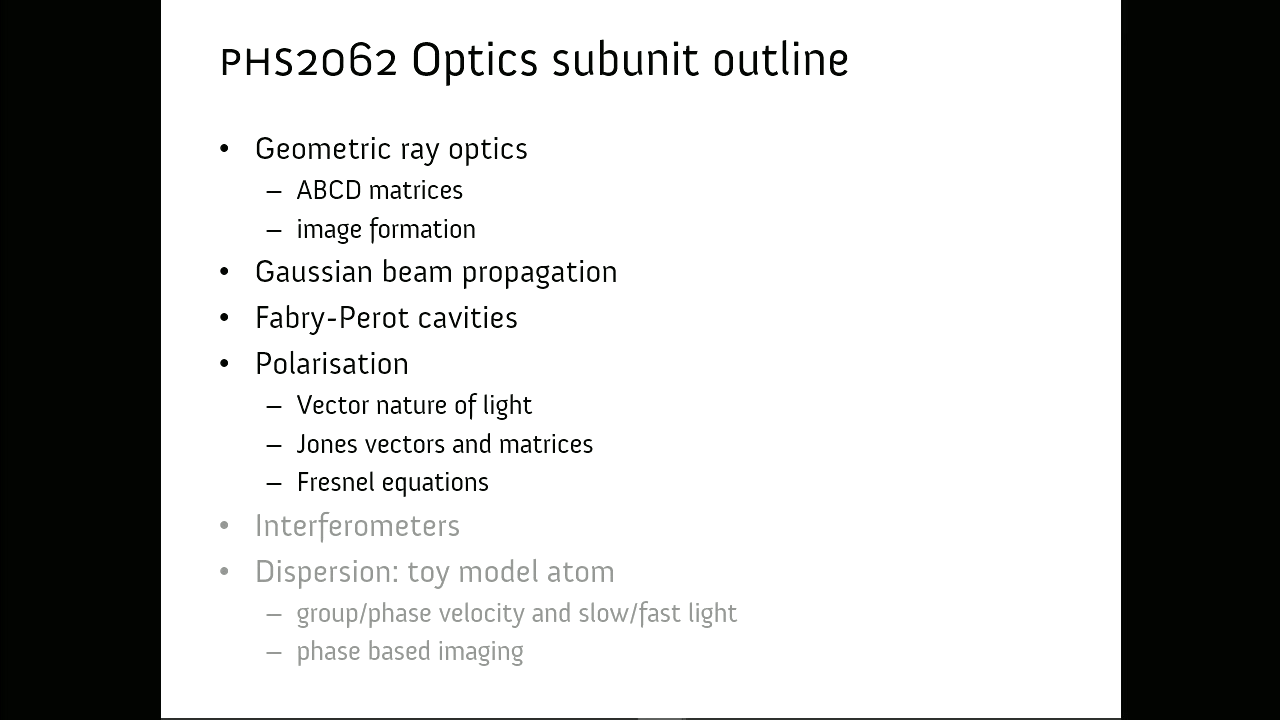 PHS2062 Optics subunit outline
• Geometric ray optics
– ABCD matrices
– image formation
• Gaussian beam propagation
• Fabry-Perot cavities
• Polarisation
– Vector nature of light
– Jones vectors and matrices
– Fresnel equations
• Interferometers
• Dispersion: toy model atom
– group/phase velocity and slow/fast light
– phase based imaging